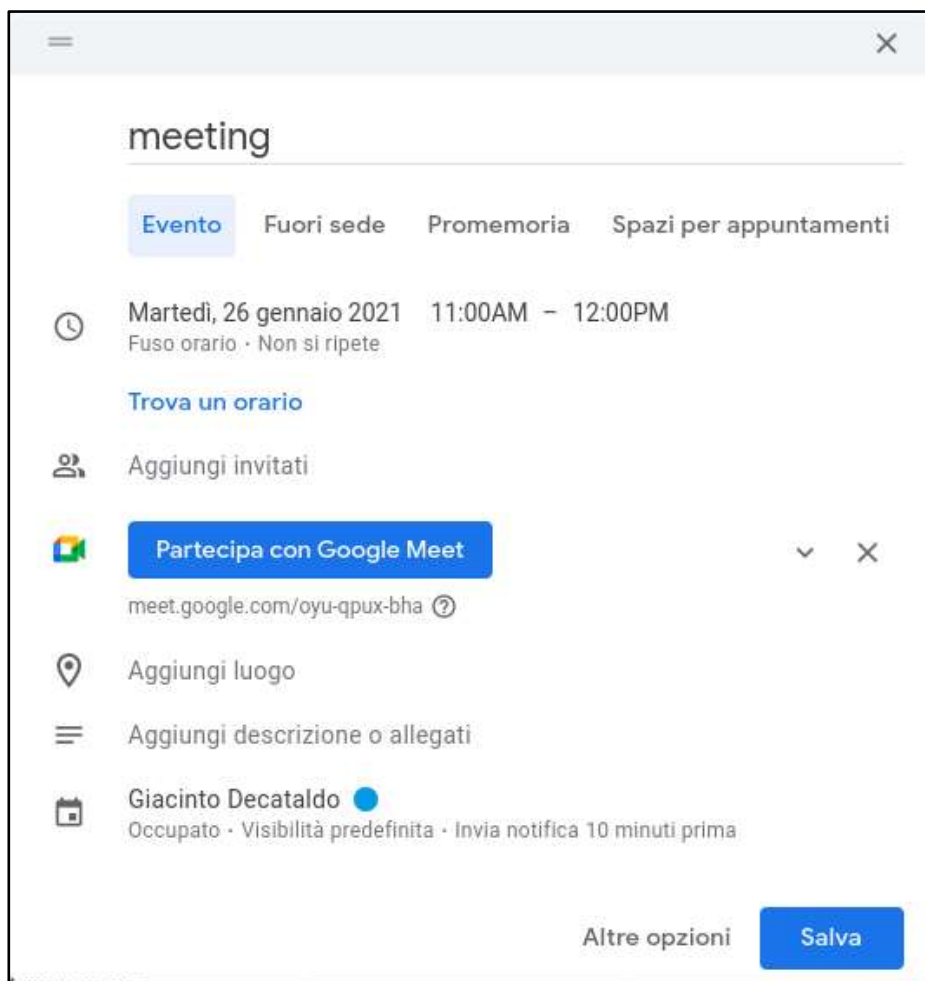 meeting
Evento Fuori sede Promemoria Spazi per appuntamenti
Martedì, 26 gennaio 2021 11:00AM – 12:00PM
Fuso orario · Non si ripete
Trova un orario
Aggiungi invitati
Partecipa con Google Meet
meet.google.com/oyu-qpux-bha
Aggiungi luogo
Aggiungi descrizione o allegati
Giacinto Decataldo
Occupato · Visibilità predefinita · Invia notifica 10 minuti prima
Altre opzioni Salva